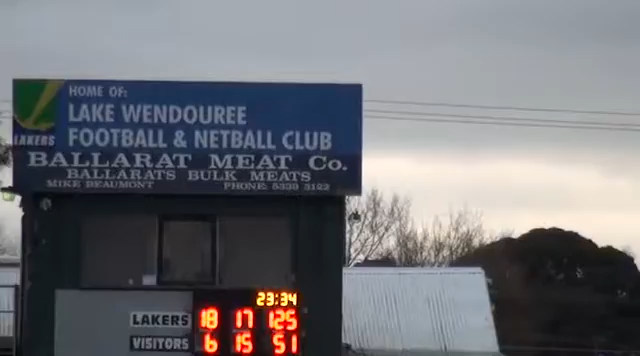 HOME OF:
LAKE WENDOUREE
FOOTBALL & NETBALL CLUB
LAKERS
BALLARAT MEAT Co.
BALLARATS BULK MEATS
MIKE BEAUMONT PHONE: 5339 3122
23:34
LAKERS 18 17 125
VISITORS 6 15 51